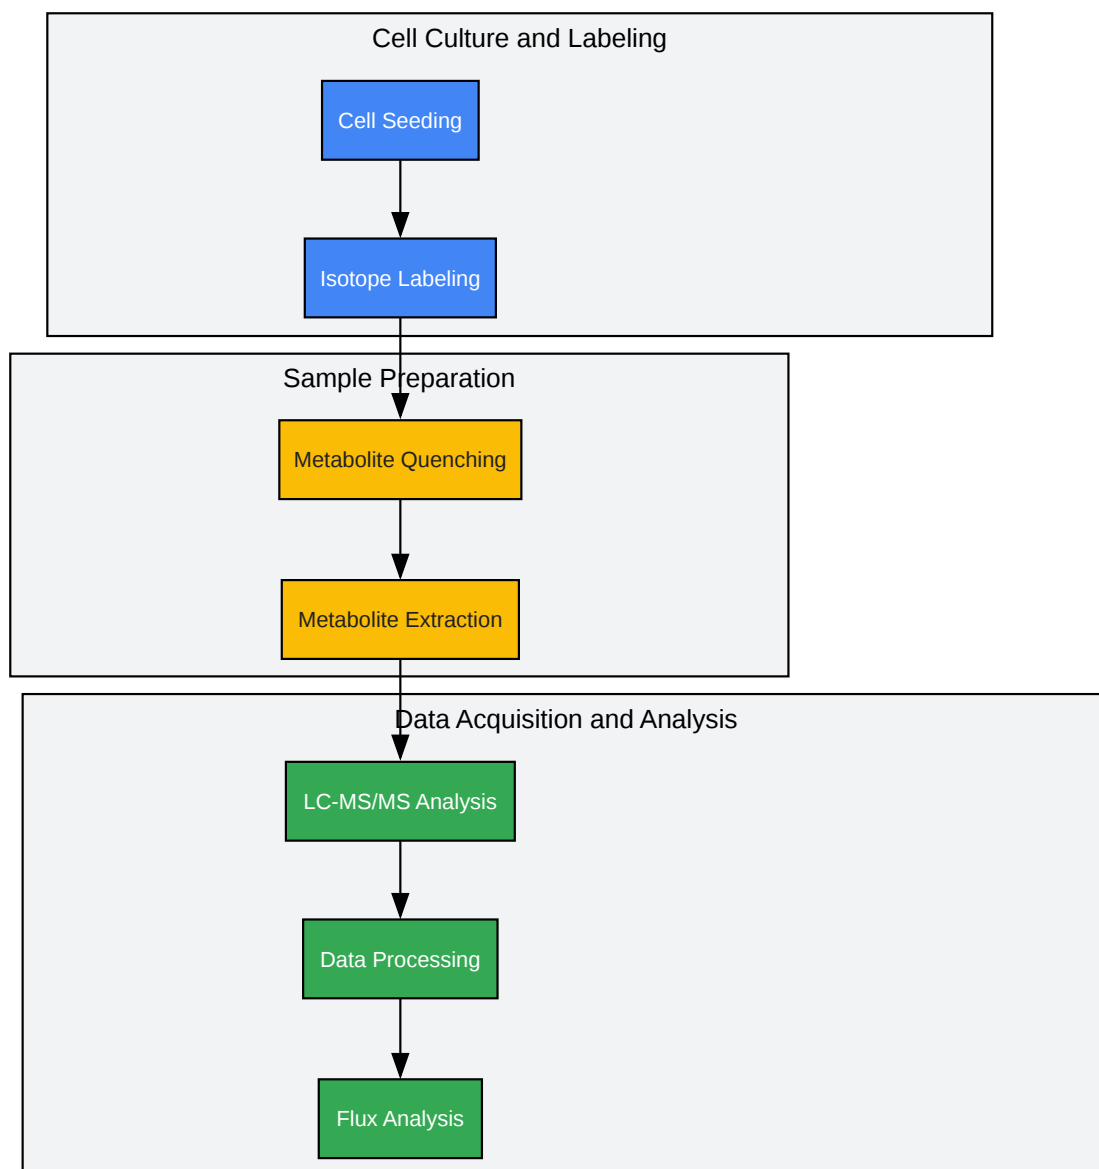 Cell Culture and Labeling
Cell Seeding
Isotope Labeling
Sample Preparation
Metabolite Quenching
Metabolite Extraction
Data Acquisition and Analysis
LC-MS/MS Analysis
Data Processing
Flux Analysis